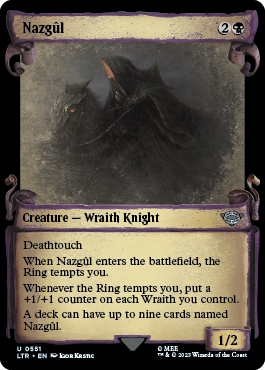 Nazgûl 2
Creature — Wraith Knight
Deathtouch
When Nazgûl enters the battlefield, the
Ring tempts you.
Whenever the Ring tempts you, put a
+1/+1 counter on each Wraith you control.
A deck can have up to nine cards named
Nazgûl.
1/2
U 0551
LTR • EN Igor Krstic
© MEE
™ & © 2023 Wizards of the Coast